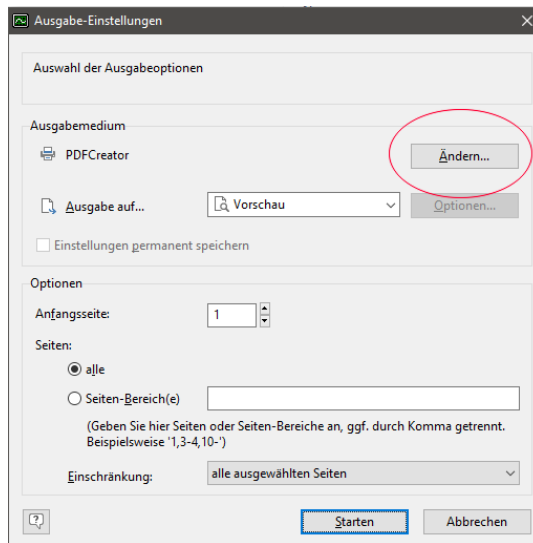 Ausgabe-Einstellungen
Auswahl der Ausgabeoptionen
Ausgabemedium
PDFCreator
Ändern...
Ausgabe auf...
Vorschau
Optionen...
Einstellungen permanent speichern
Optionen
Anfangsseite:
1
Seiten:
alle
Seiten-Bereich(e)
(Geben Sie hier Seiten oder Seiten-Bereiche an, ggf. durch Komma getrennt.
Beispielsweise '1,3-4,10-')
Einschränkung:
alle ausgewählten Seiten
Starten
Abbrechen